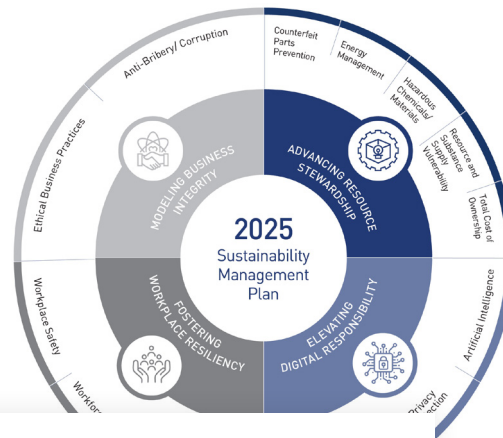 Anti-Bribery/ Corruption
Ethical Business Practices
Counterfeit
Parts
Prevention
Energy
Management
Hazardous
Chemicals/
Materials
Resource and
Substance
Supply
Vulnerability
Total Cost of
Ownership
MODELING BUSINESS
INTEGRITY
ADVANCING RESOURCE
STEWARDSHIP
2025
Sustainability
Management
Plan
FOSTERING
WORKPLACE RESILIENCY
ELEVATING
DIGITAL RESPONSIBILITY
Workplace Safety
Artificial Intelligence